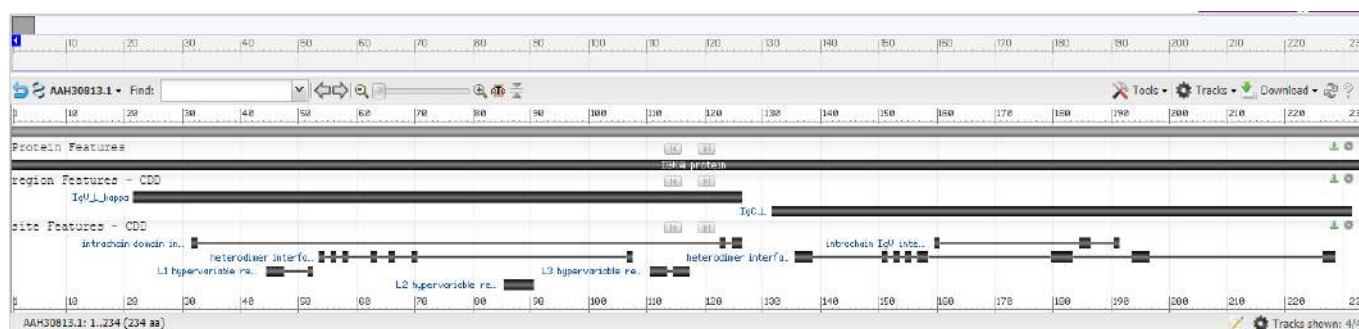 10 20 30 40 50 60 70 80 90 100 110 120 130 140 150 160 170 180 190 200 210 220 23
AAH30813.1 Find: Tools Tracks Download ?
10 20 30 40 50 60 70 80 90 100 110 120 130 140 150 160 170 180 190 200 210 220 23
Protein Features
protein
region Features - CDD
IgV_L_kappa
IgC_L
site Features - CDD
intrachain domain in..
intrachain IgV inte..
heterodimer interfa..
heterodimer interfa..
L1 hypervariable re..
L3 hypervariable re..
L2 hypervariable re..
10 20 30 40 50 60 70 80 90 100 110 120 130 140 150 160 170 180 190 200 210 220 23
AAH30813.1: 1..234 (234 aa) Tracks shown: 4/4